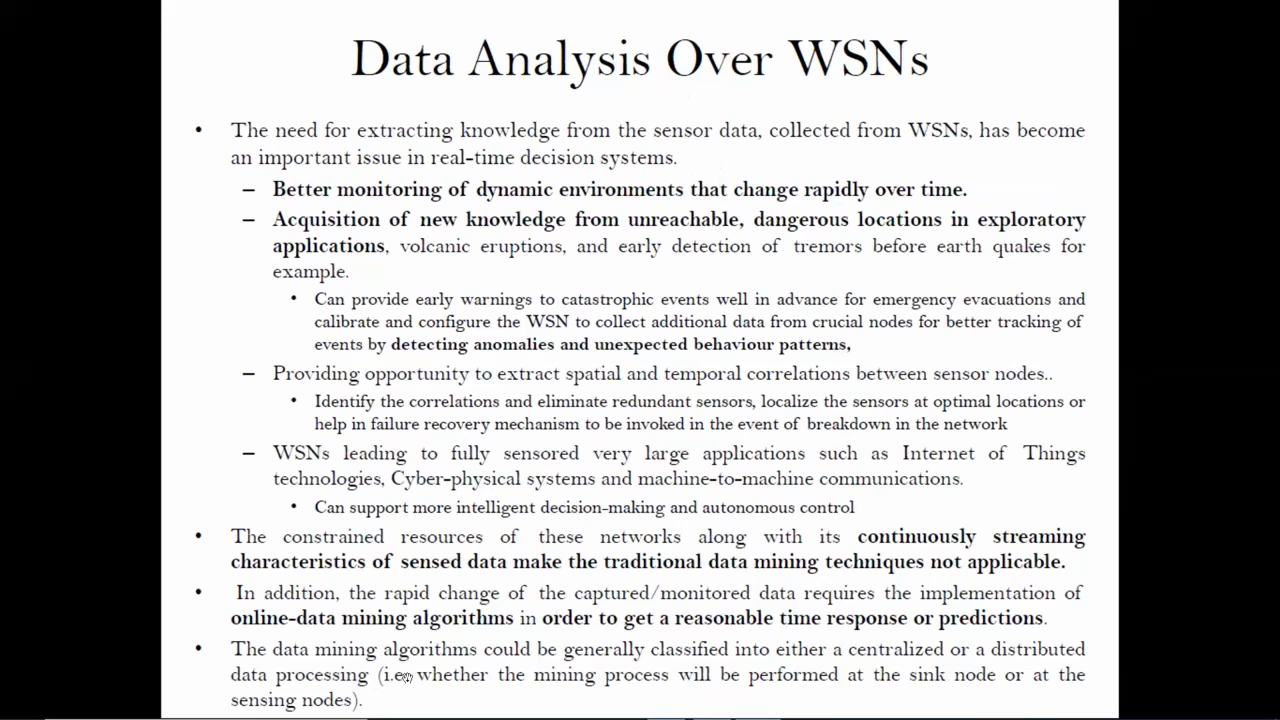 Data Analysis Over WSNs
• The need for extracting knowledge from the sensor data, collected from WSNs, has become
an important issue in real-time decision systems.
– Better monitoring of dynamic environments that change rapidly over time.
– Acquisition of new knowledge from unreachable, dangerous locations in exploratory
applications, volcanic eruptions, and early detection of tremors before earth quakes for
example.
• Can provide early warnings to catastrophic events well in advance for emergency evacuations and
calibrate and configure the WSN to collect additional data from crucial nodes for better tracking of
events by detecting anomalies and unexpected behaviour patterns,
– Providing opportunity to extract spatial and temporal correlations between sensor nodes..
• Identify the correlations and eliminate redundant sensors, localize the sensors at optimal locations or
help in failure recovery mechanism to be invoked in the event of breakdown in the network
– WSNs leading to fully sensored very large applications such as Internet of Things
technologies, Cyber-physical systems and machine-to-machine communications.
• Can support more intelligent decision-making and autonomous control
• The constrained resources of these networks along with its continuously streaming
characteristics of sensed data make the traditional data mining techniques not applicable.
• In addition, the rapid change of the captured/monitored data requires the implementation of
online-data mining algorithms in order to get a reasonable time response or predictions.
• The data mining algorithms could be generally classified into either a centralized or a distributed
data processing (i.e. whether the mining process will be performed at the sink node or at the
sensing nodes).